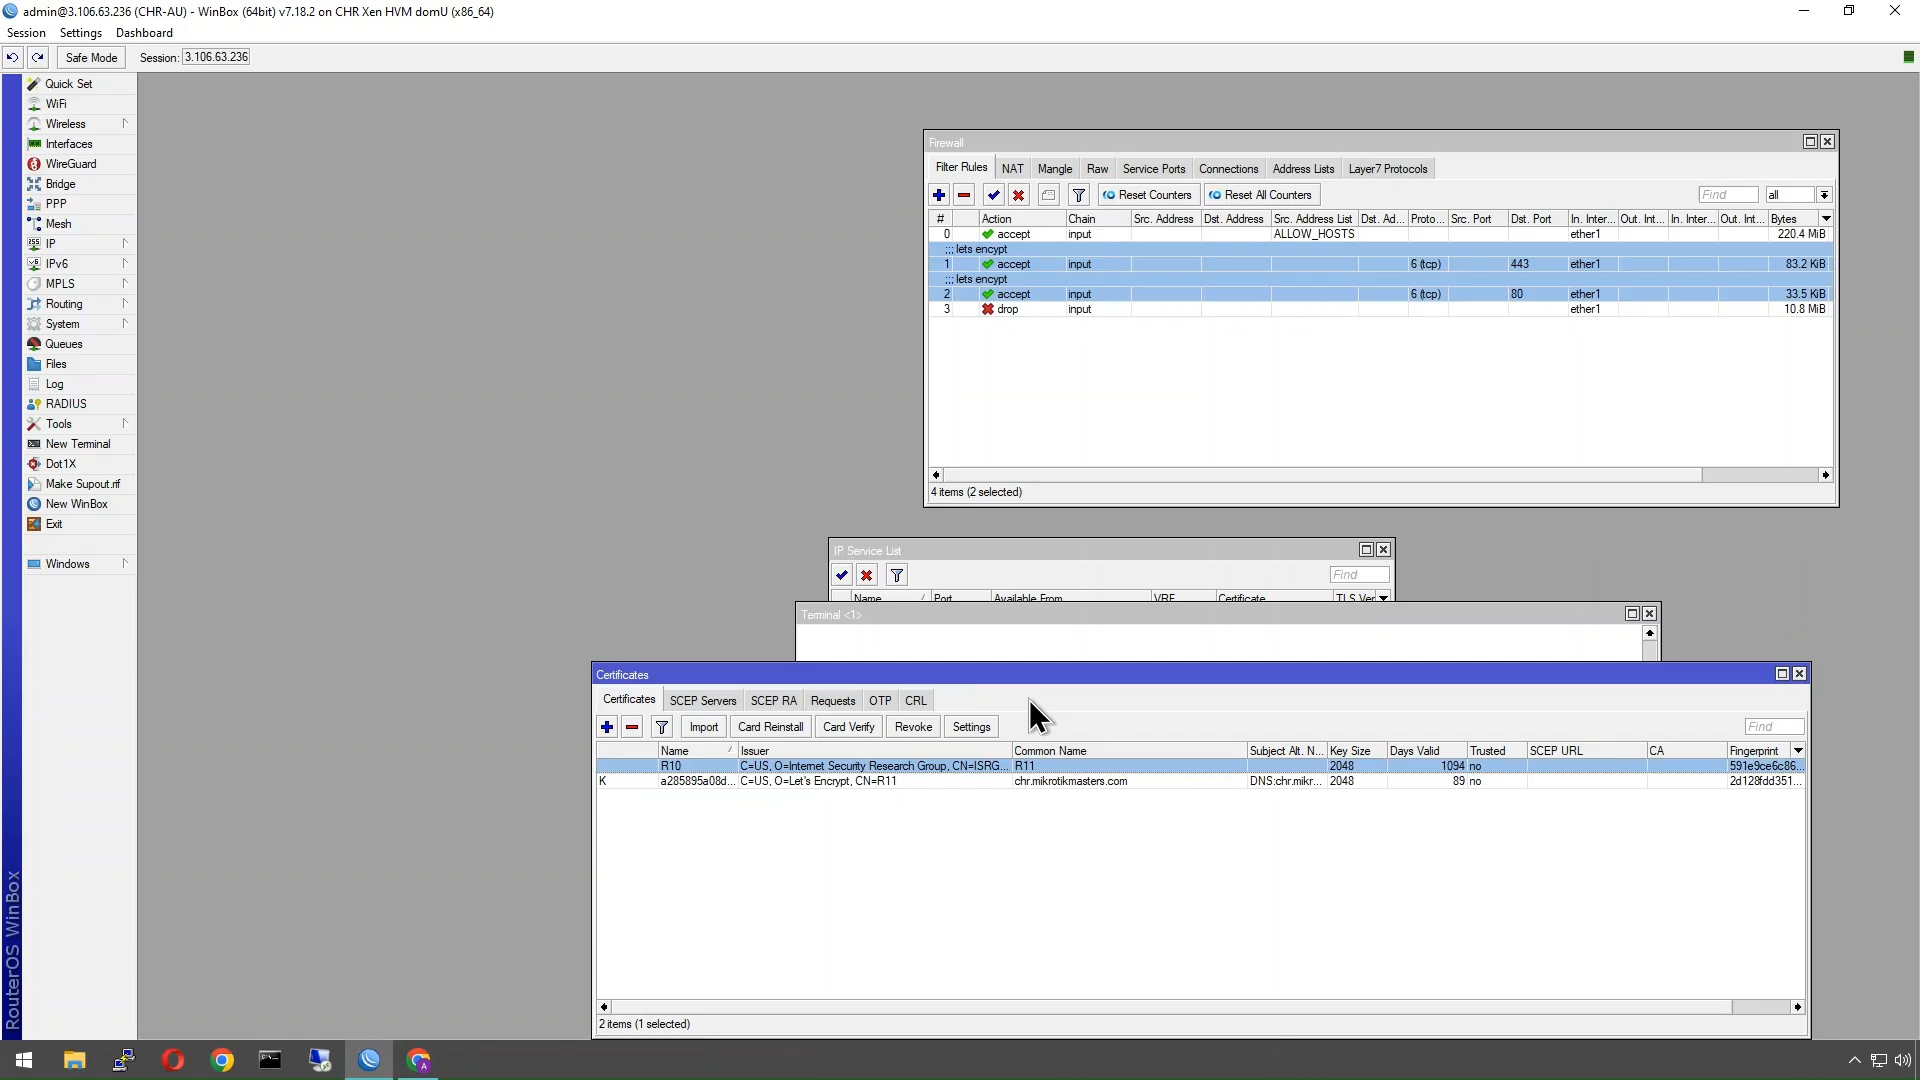 admin@3.106.63.236 (CHR-AU) - WinBox (64bit) v7.18.2 on CHR Xen HVM domU (x86_64)
Session Settings Dashboard
Safe Mode Session: 3.106.63.236
Quick Set
WiFi
Wireless
Interfaces
WireGuard
Bridge
PPP
Mesh
IP
IPv6
MPLS
Routing
System
Queues
Files
Log
RADIUS
Tools
New Terminal
Dot1X
Make Supout.rif
New WinBox
Exit
Windows
RouterOS WinBox
Firewall
Filter Rules NAT Mangle Raw Service Ports Connections Address Lists Layer7 Protocols
Reset Counters Reset All Counters Find all
# Action Chain Src. Address Dst. Address Src. Address List Dst. Ad... Proto... Src. Port Dst. Port In. Inter... Out. Int... In. Inter... Out. Int... Bytes
0 accept input ALLOW_HOSTS ether1 220.4 MiB
;;; lets encypt
1 accept input 6 (tcp) 443 ether1 83.2 KiB
;;; lets encypt
2 accept input 6 (tcp) 80 ether1 33.5 KiB
3 drop input ether1 10.8 MiB
4 items (2 selected)
IP Service List
Find
Name Port Available From VRF Certificate TLS Ver
Terminal <1>
Certificates
Certificates SCEP Servers SCEP RA Requests OTP CRL
Import Card Reinstall Card Verify Revoke Settings Find
Name Issuer Common Name Subject Alt. N... Key Size Days Valid Trusted SCEP URL CA Fingerprint
R10 C=US, O=Internet Security Research Group, CN=ISRG... R11 2048 1094 no 591e9ce6c86...
K a285895a08d... C=US, O=Let's Encrypt, CN=R11 chr.mikrotikmasters.com DNS:chr.mikr... 2048 89 no 2d128fdd351...
2 items (1 selected)